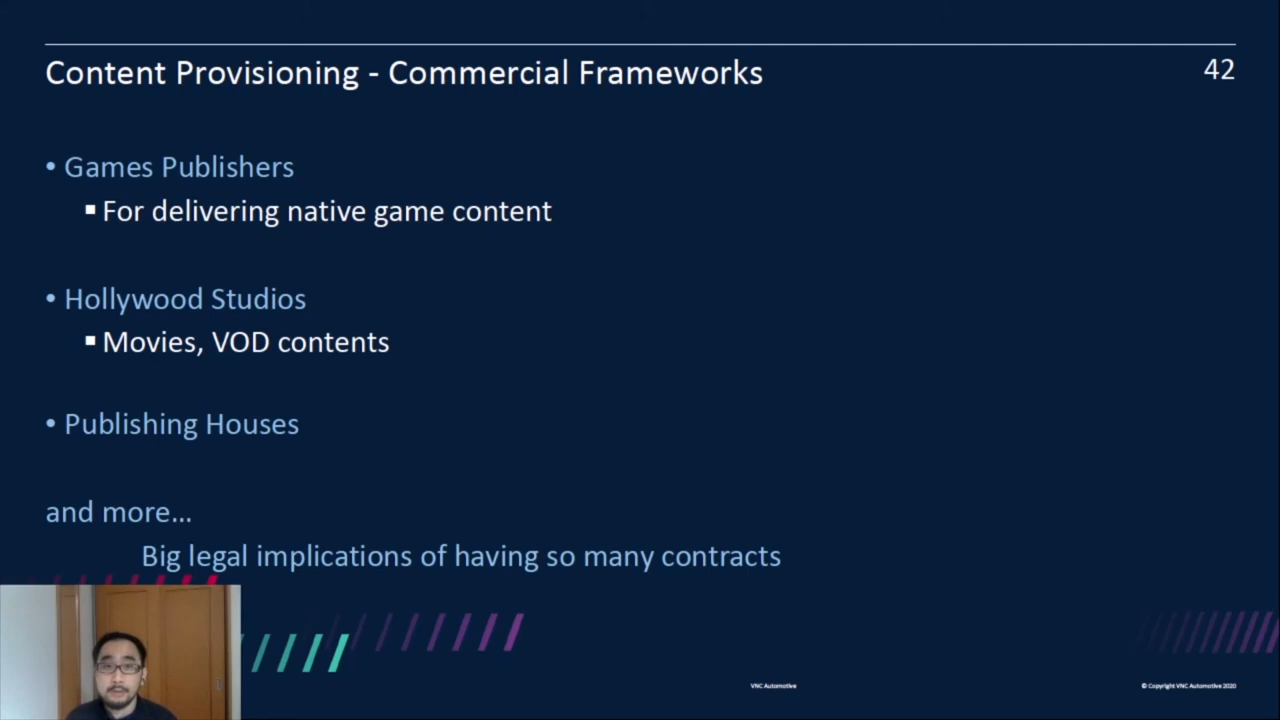 Content Provisioning - Commercial Frameworks
42
• Games Publishers
▪ For delivering native game content
• Hollywood Studios
▪ Movies, VOD contents
• Publishing Houses
and more…
Big legal implications of having so many contracts
VNC Automotive
© Copyright VNC Automotive 2020